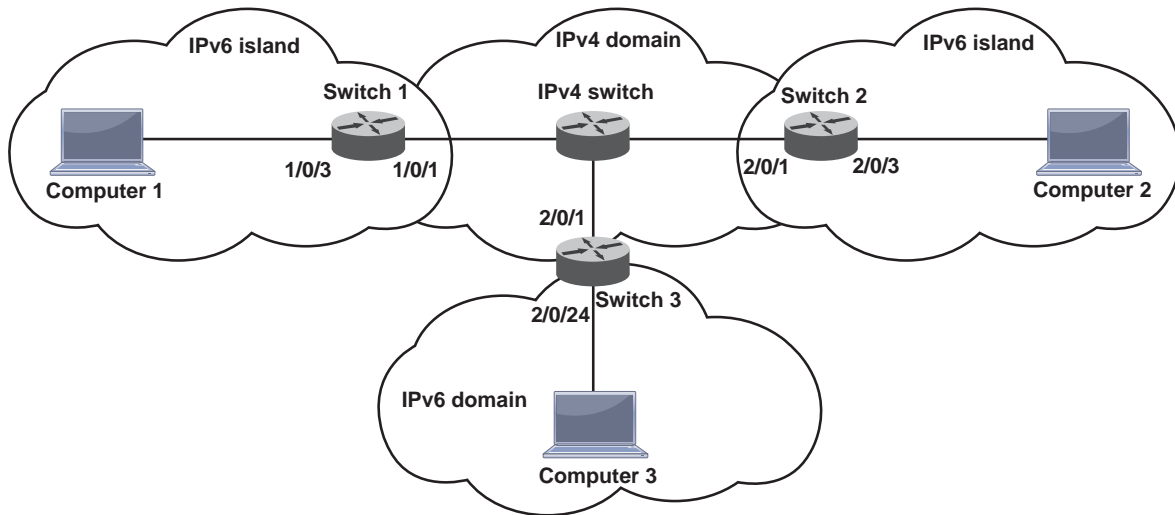 IPv6 island
IPv4 domain
IPv6 island
Switch 1
IPv4 switch
Switch 2
1/0/3
1/0/1
2/0/1
2/0/3
Computer 1
Computer 2
2/0/1
Switch 3
2/0/24
IPv6 domain
Computer 3